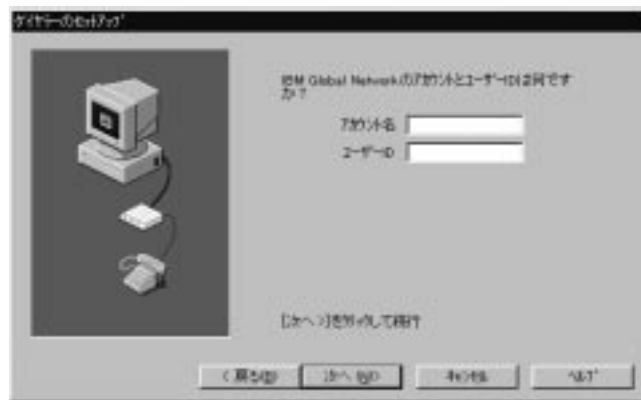 ダイヤラーのセットアップ
IBM Global Networkのアカウントとユーザーidは何です
か?
アカウント名
ユーザーID
[次へ>]をクリックして続行
< 戻る(B)
次へ(N)>
キャンセル
ヘルプ